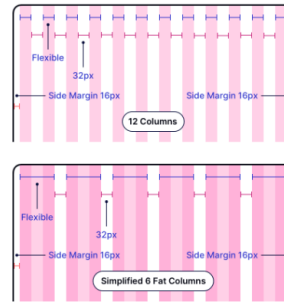 Flexible
32px
Side Margin 16px Side Margin 16px
12 Columns
Flexible
32px
Side Margin 16px Side Margin 16px
Simplified 6 Fat Columns